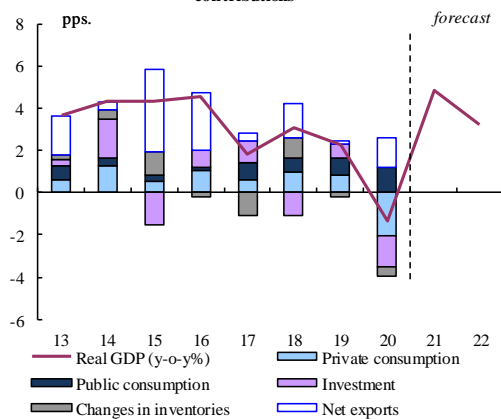 contributions
pps.
forecast
8
6
4
2
0
-2
-4
-6
13 14 15 16 17 18 19 20 21 22
Real GDP (y-o-y%)
Private consumption
Public consumption
Investment
Changes in inventories
Net exports